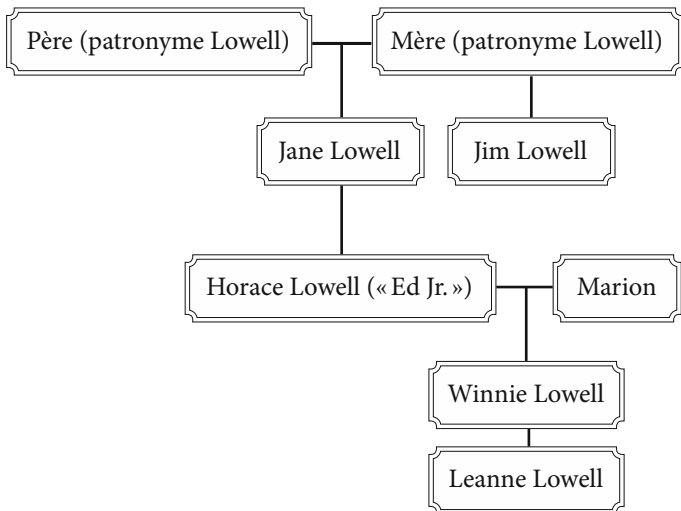 Père (patronyme Lowell)
Mère (patronyme Lowell)
Jane Lowell
Jim Lowell
Horace Lowell (« Ed Jr. »)
Marion
Winnie Lowell
Leanne Lowell